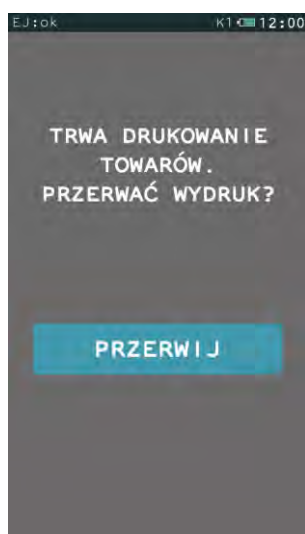 EJ:ok K1 12:00
TRWA DRUKOWANIE
TOWARÓW.
PRZERWAĆ WYDRUK?
PRZERWIJ